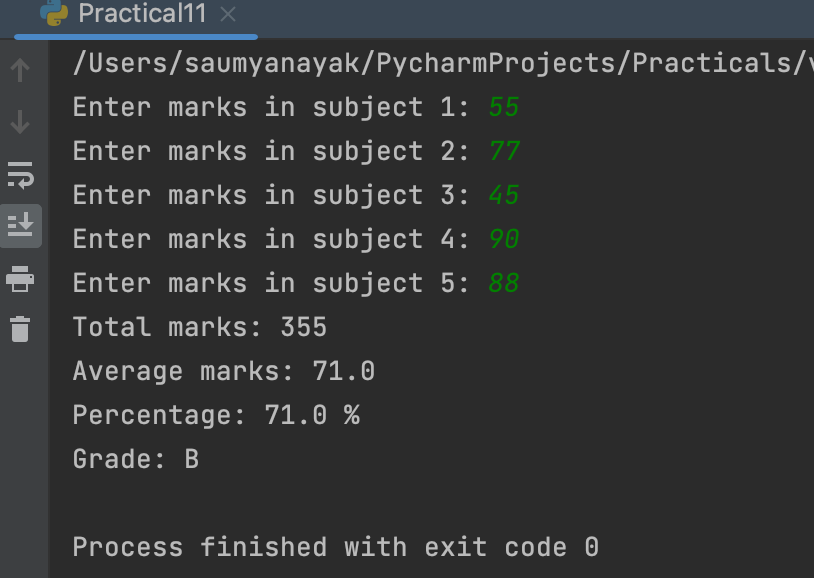 Practical11
/Users/saumyanayak/PycharmProjects/Practicals/
Enter marks in subject 1: 55
Enter marks in subject 2: 77
Enter marks in subject 3: 45
Enter marks in subject 4: 90
Enter marks in subject 5: 88
Total marks: 355
Average marks: 71.0
Percentage: 71.0 %
Grade: B
Process finished with exit code 0